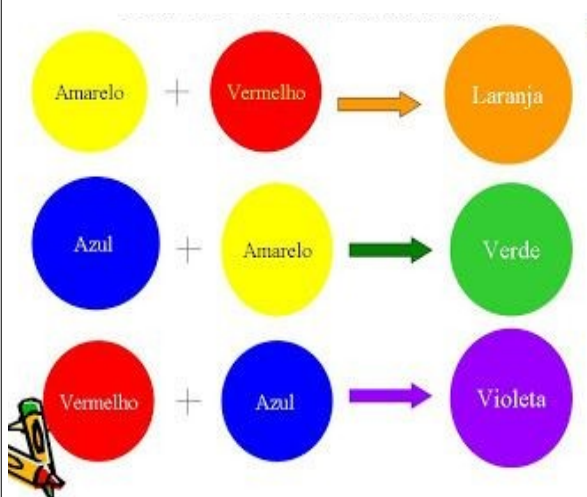 Amarelo + Vermelho Laranja
Azul + Amarelo Verde
Vermelho + Azul Violeta